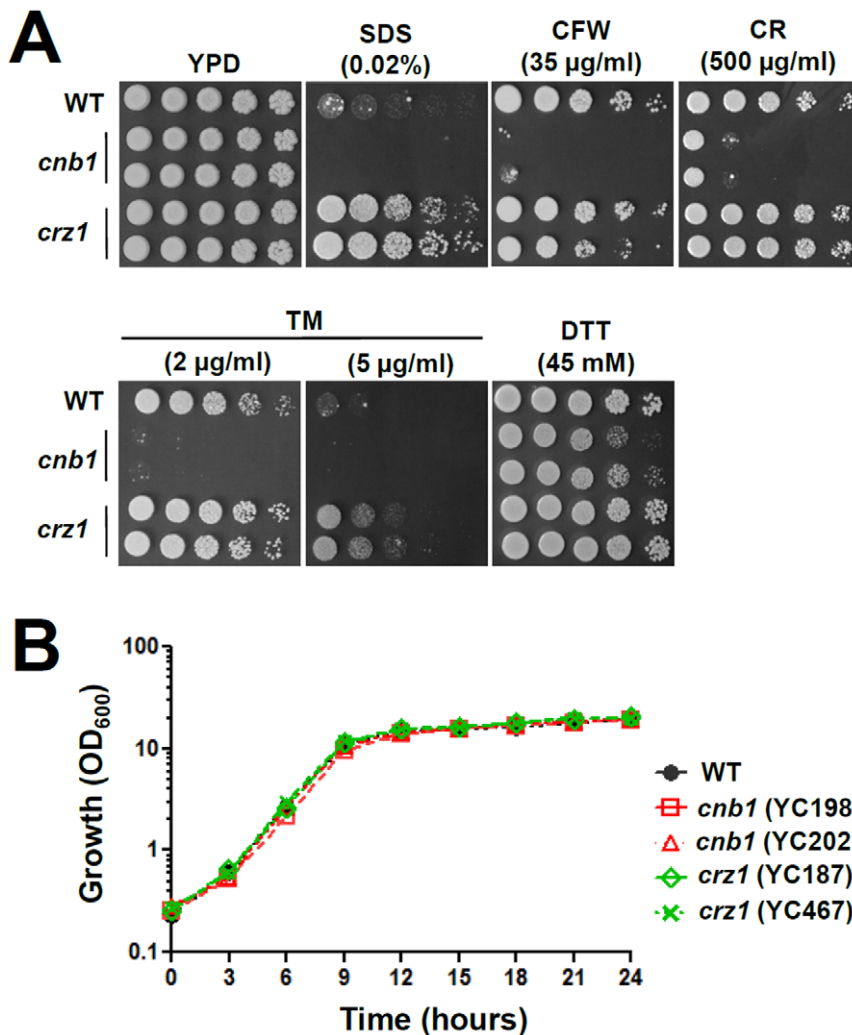 A
YPD
SDS
(0.02%)
CFW
(35 µg/ml)
CR
(500 µg/ml)
WT
cnb1
crz1
TM
(2 µg/ml)
(5 µg/ml)
DTT
(45 mM)
WT
cnb1
crz1
B
Growth (OD600)
100
10
1
0.1
0 3 6 9 12 15 18 21 24
Time (hours)
WT
cnb1 (YC198
cnb1 (YC202
crz1 (YC187)
crz1 (YC467)